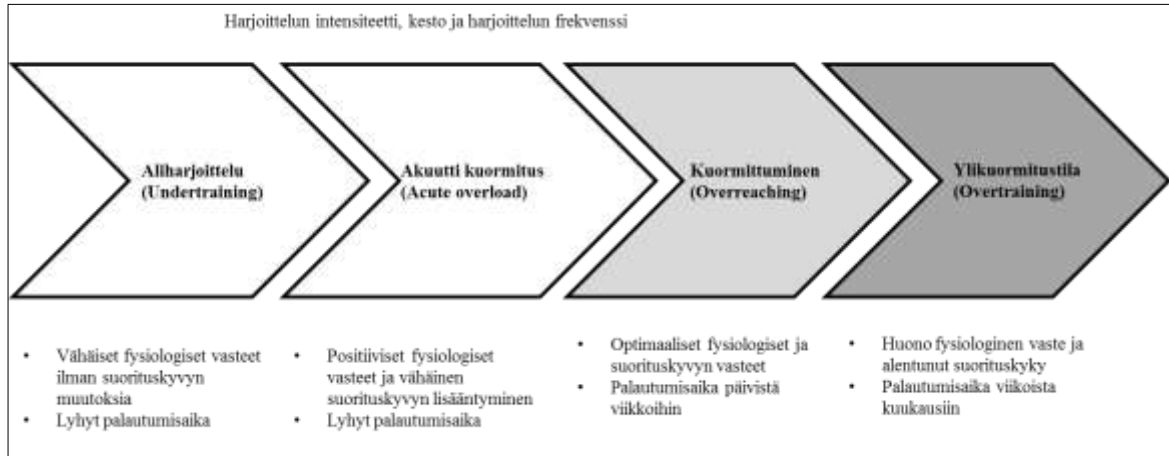 Harjoittelun intensiteetti, kesto ja harjoittelun frekvenssi
Aliharjoittelu
(Undertraining)
Akuutti kuormitus
(Acute overload)
Kuormittuminen
(Overreaching)
Ylikuormitustila
(Overtraining)
• Vähäiset fysiologiset vasteet
ilman suorituskyvyn
muutoksia
• Lyhyt palautumisaika
• Positiiviset fysiologiset
vasteet ja vähäinen
suorituskyvyn lisääntyminen
• Lyhyt palautumisaika
• Optimaaliset fysiologiset ja
suorituskyvyn vasteet
• Palautumisaika päivistä
viikkoihin
• Huono fysiologinen vaste ja
alentunut suorituskyky
• Palautumisaika viikoista
kuukausiin